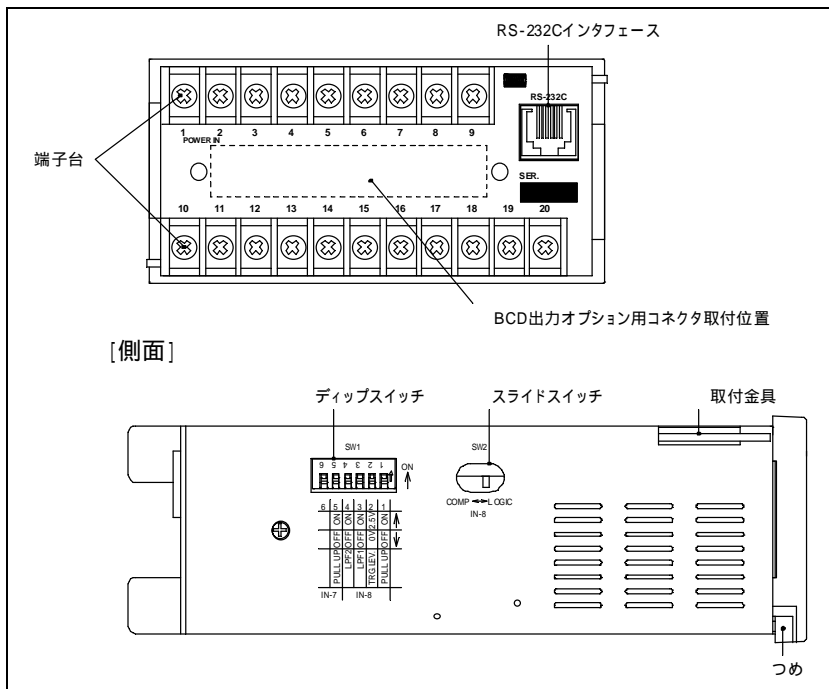 RS-232Cインタフェース
RS-232C
1 2 3 4 5 6 7 8 9
POWER IN
端子台
SER.
10 11 12 13 14 15 16 17 18 19 20
BCD出力オプション用コネクタ取付位置
[側面]
ディップスイッチ
スライドスイッチ
取付金具
SW1
SW2
6 5 4 3 2 1
ON
COMP LOGIC
IN-8
6 5 4 3 2 1
PULL UP OFF ON
LPF2 OFF ON
LPF1 OFF ON
TRG LEV. 0V 2.5V
PULL UP OFF ON
IN-7 IN-8
つめ